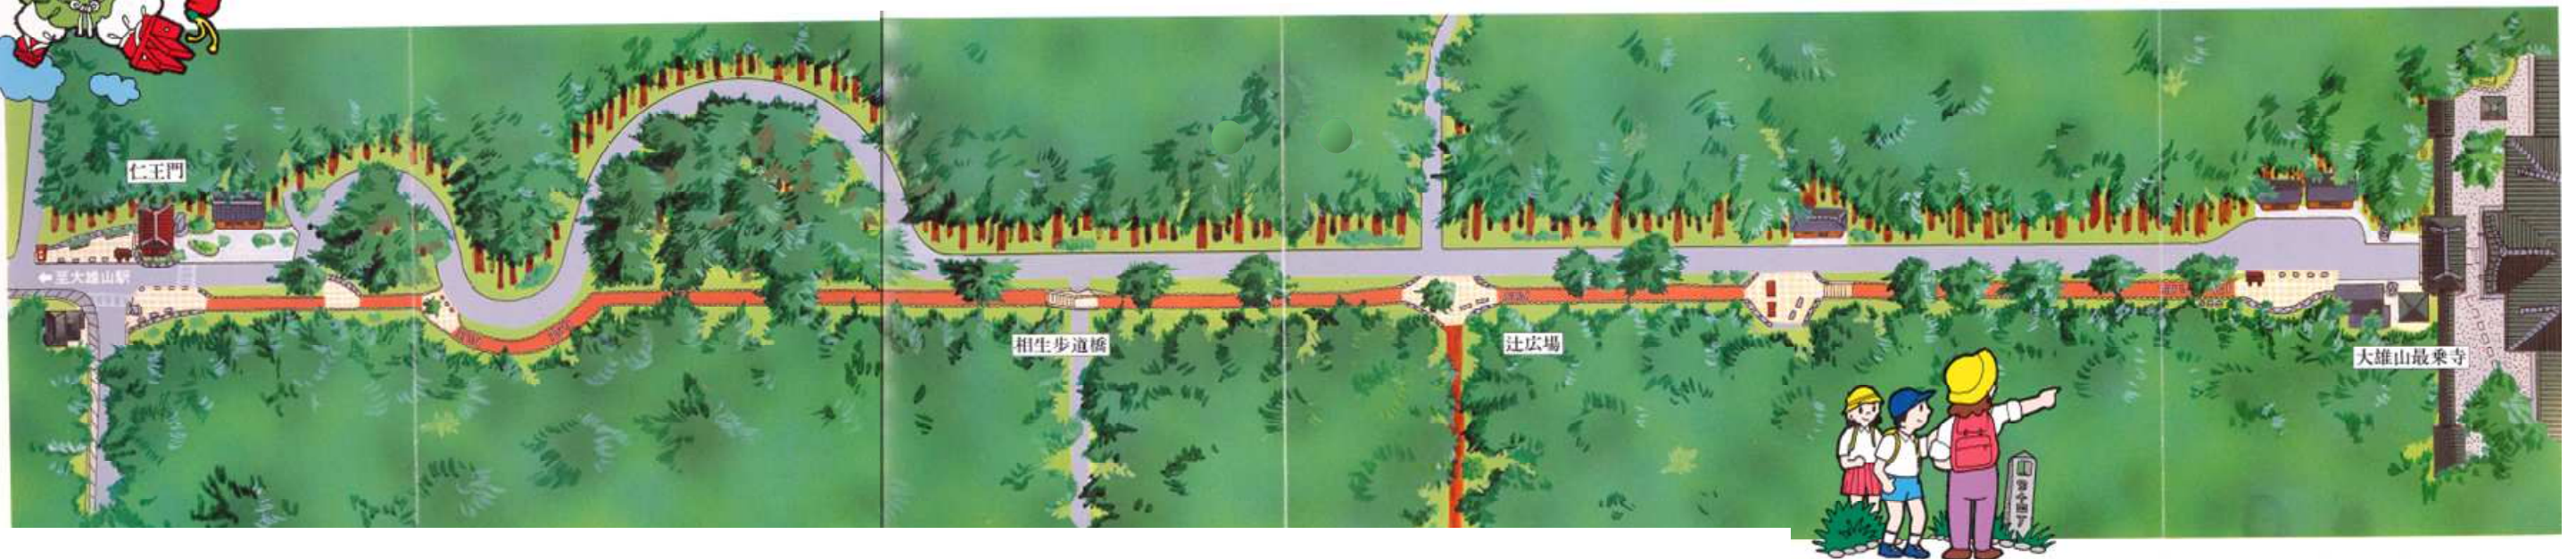 仁王門
←至大雄山駅
相生歩道橋
辻広場
大雄山最乗寺